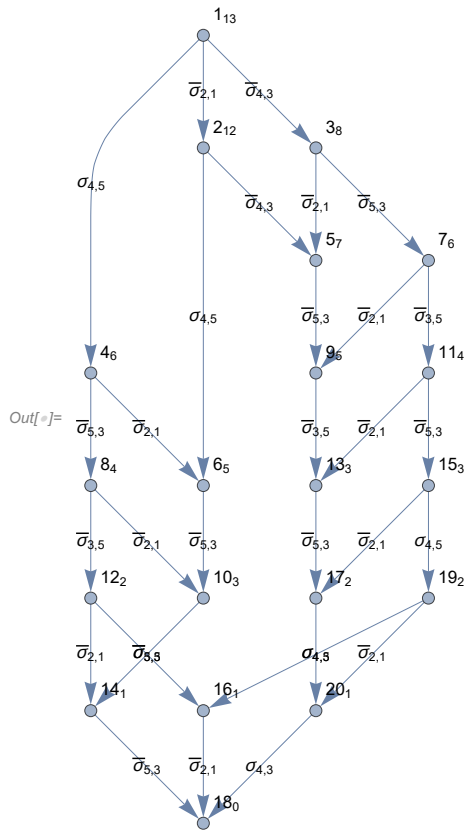 1₁₃
σ̄₂,₁ σ̄₄,₃
2₁₂ 3₈
σ₄,₅
σ̄₄,₃ σ̄₂,₁ σ̄₅,₃
5₇ 7₆
σ₄,₅ σ̄₅,₃ σ̄₂,₁ σ̄₃,₅
4₆ 9₅ 11₄
Out[•]=
σ̄₅,₃ σ̄₂,₁ σ̄₃,₅ σ̄₂,₁ σ̄₅,₃
8₄ 6₅ 13₃ 15₃
σ̄₃,₅ σ̄₂,₁ σ̄₅,₃ σ̄₅,₃ σ̄₂,₁ σ₄,₅
12₂ 10₃ 17₂ 19₂
σ̄₂,₁ σ̄₂,₁
14₁ 16₁ 20₁
σ̄₅,₃ σ̄₂,₁ σ₄,₃
18₀